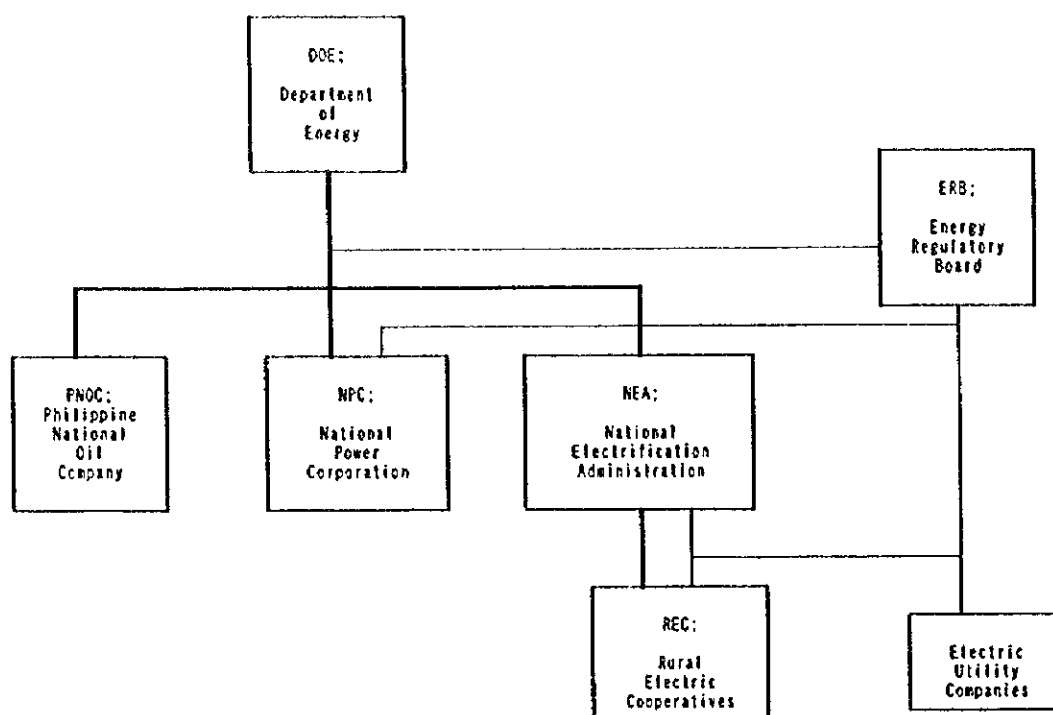 DOE:
Department
of
Energy
ERB:
Energy
Regulatory
Board
PNOC:
Philippine
National
Oil
Company
NPC:
National
Power
Corporation
NEA:
National
Electrification
Administration
REC:
Rural
Electric
Cooperatives
Electric
Utility
Companies